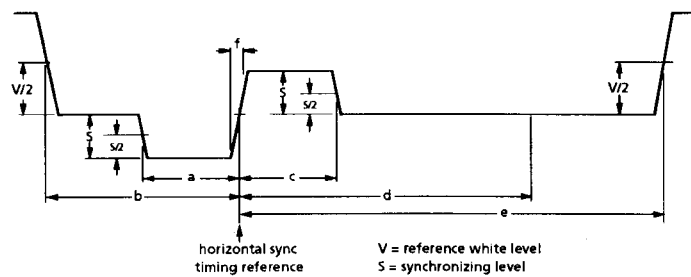 f
V/2
S
S/2
V/2
S
S/2
a
c
b
d
e
horizontal sync
timing reference
V = reference white level
S = synchronizing level